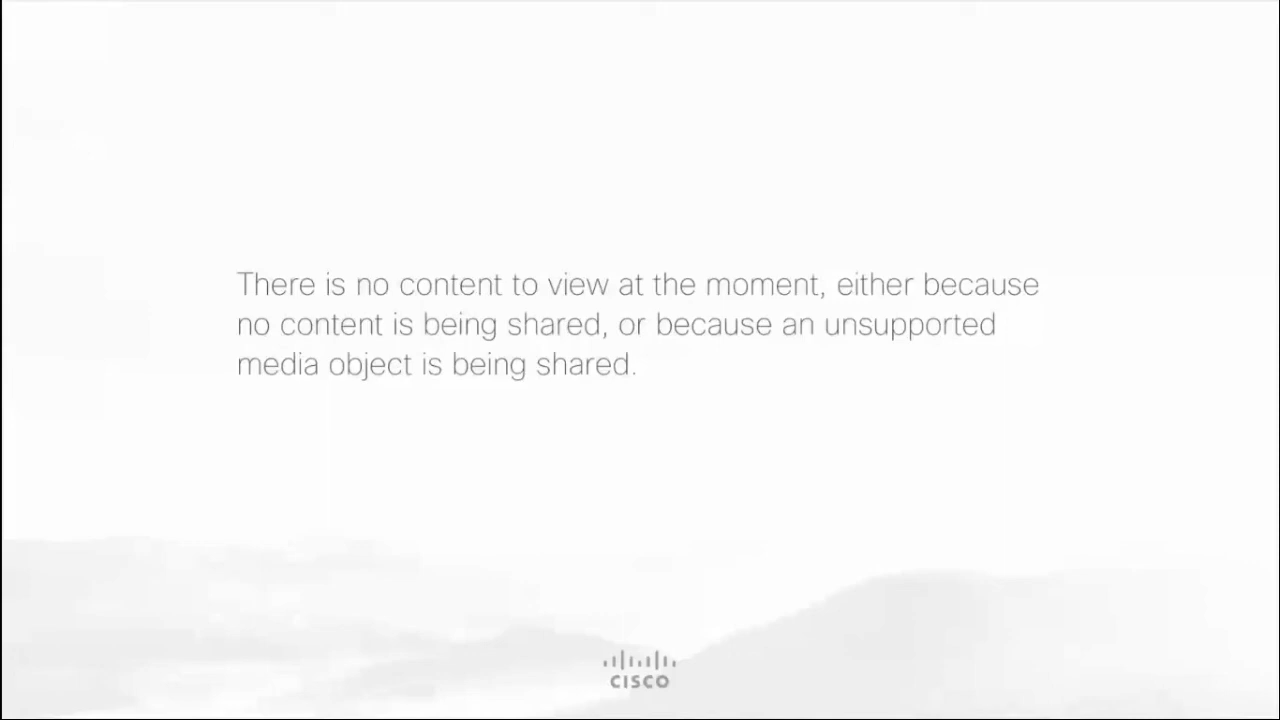 There is no content to view at the moment, either because
no content is being shared, or because an unsupported
media object is being shared.
CISCO